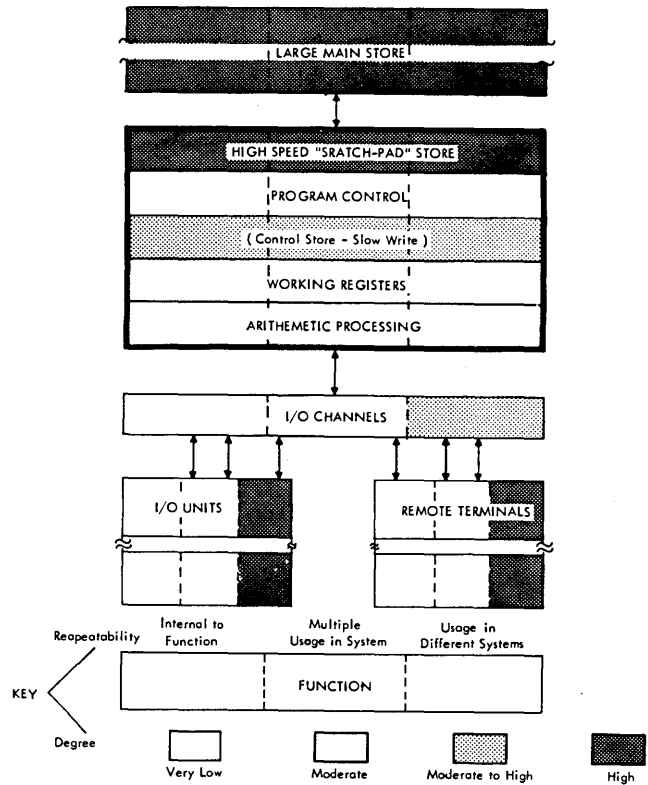 LARGE MAIN STORE
HIGH SPEED "SRATCH-PAD" STORE
PROGRAM CONTROL
( Control Store - Slow Write )
WORKING REGISTERS
ARITHEMETIC PROCESSING
I/O CHANNELS
I/O UNITS
REMOTE TERMINALS
Reapeatability
Internal to
Function
Multiple
Usage in System
Usage in
Different Systems
KEY
FUNCTION
Degree
Very Low
Moderate
Moderate to High
High